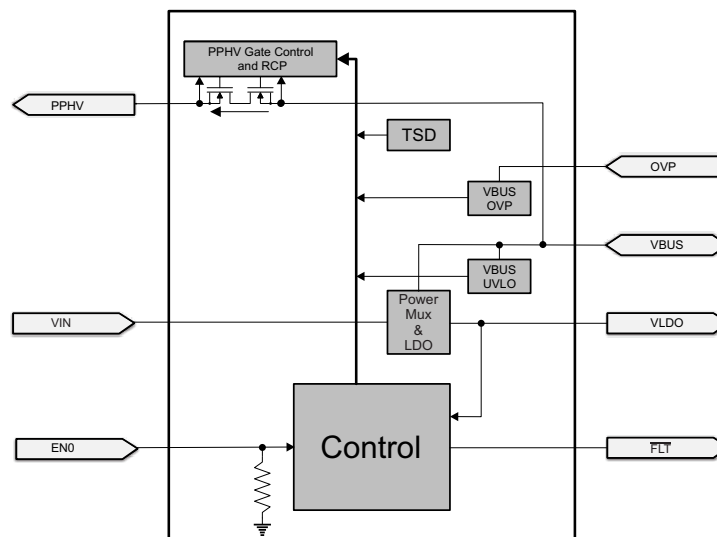 PPHV Gate Control
and RCP
PPHV
TSD
OVP
VBUS
OVP
VBUS
VBUS
UVLO
Power
Mux
&
LDO
VIN
VLDO
EN0
Control
FLT